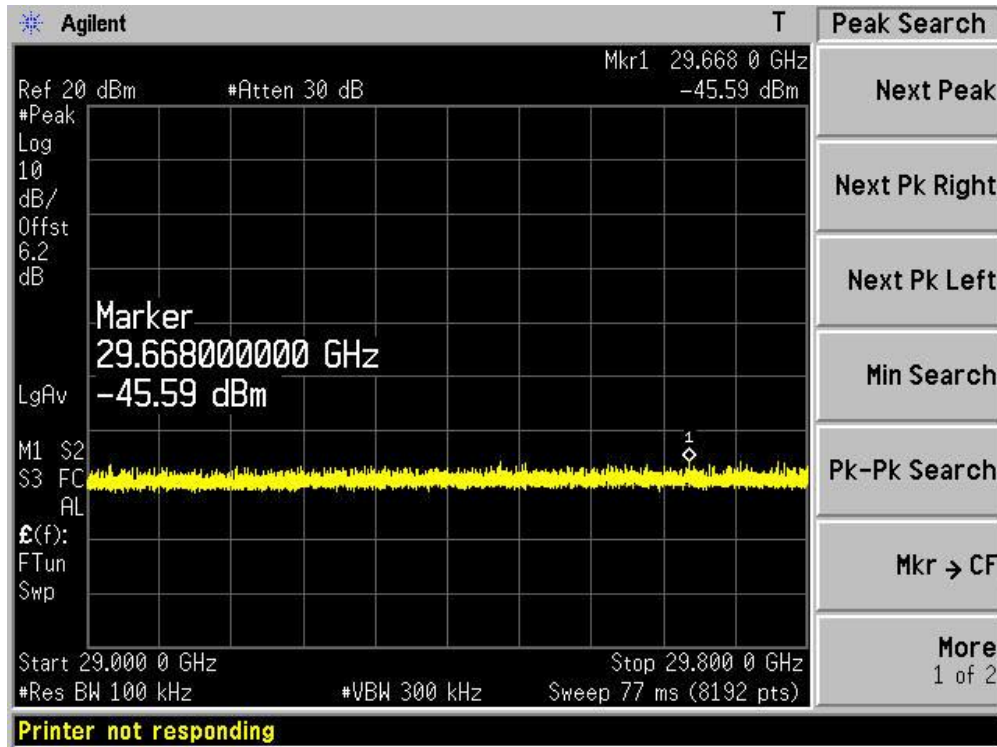 Agilent T
Peak Search
Mkr1 29.668 0 GHz
Ref 20 dBm #Atten 30 dB -45.59 dBm
#Peak
Log
10
dB/
Offst
6.2
dB
Marker
29.668000000 GHz
-45.59 dBm
LgAv
1
M1 S2
S3 FC
AL
£(f):
FTun
Swp
Start 29.000 0 GHz Stop 29.800 0 GHz
#Res BW 100 kHz #VBW 300 kHz Sweep 77 ms (8192 pts)
Printer not responding
Next Peak
Next Pk Right
Next Pk Left
Min Search
Pk-Pk Search
Mkr → CF
More
1 of 2